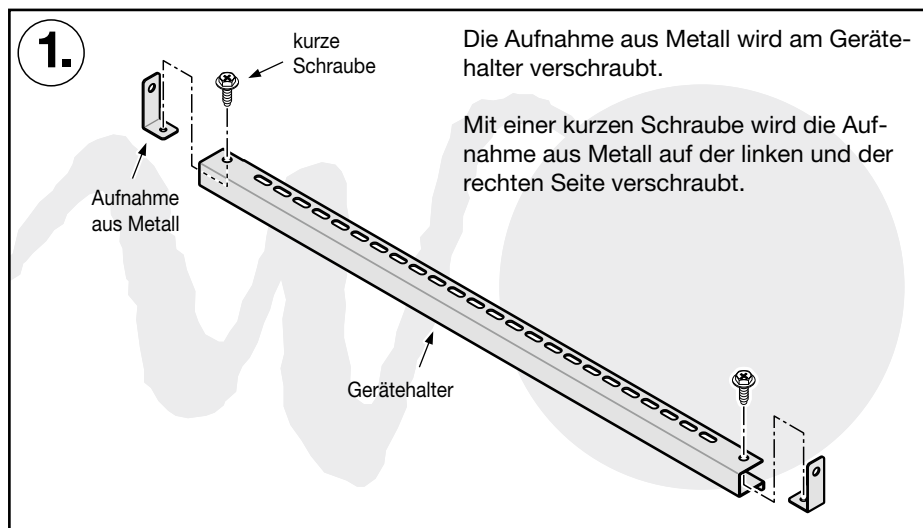 1.
kurze
Schraube
Die Aufnahme aus Metall wird am Geräte-
halter verschraubt.
Mit einer kurzen Schraube wird die Auf-
nahme aus Metall auf der linken und der
rechten Seite verschraubt.
Aufnahme
aus Metall
Gerätehalter